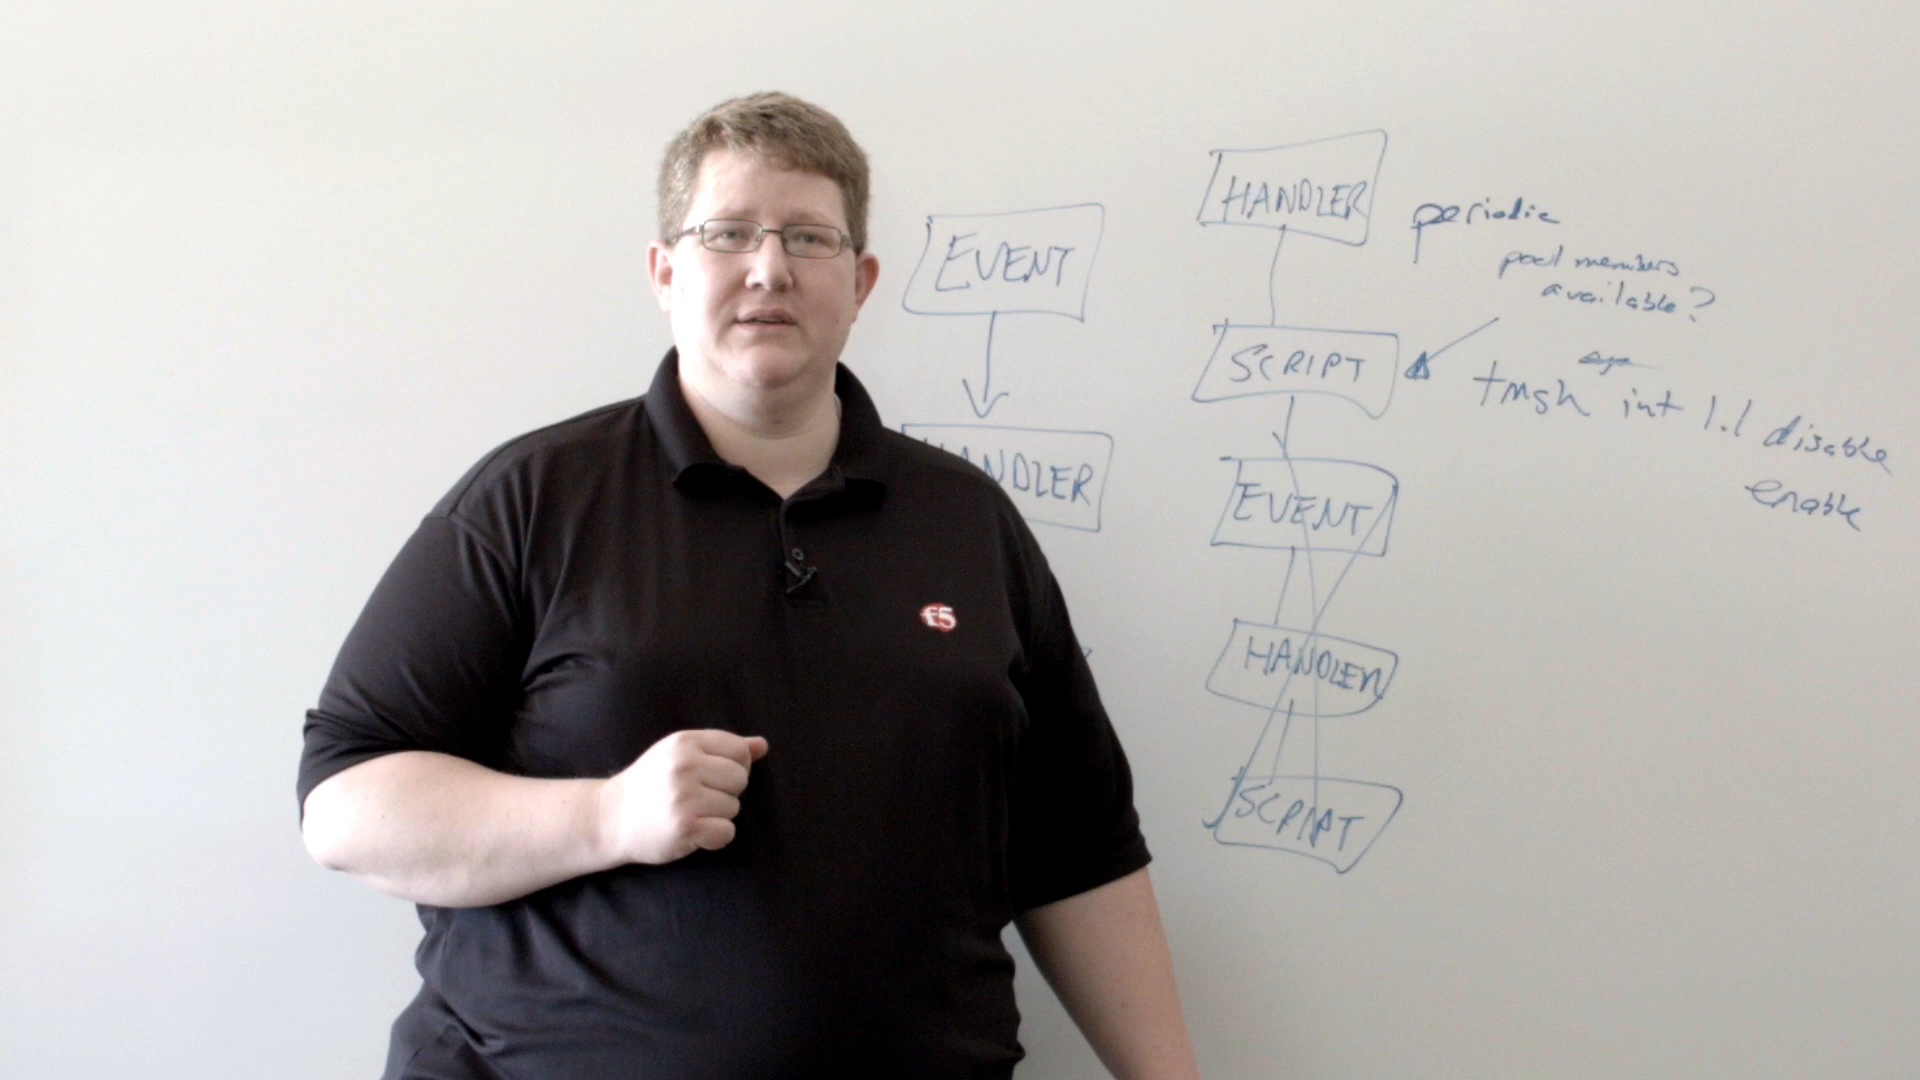 EVENT
HANDLER
f5
HANDLER
periodic
pool members
available?
SCRIPT
tmsh int 1.1 disable
enable
EVENT
HANDLER
SCRIPT